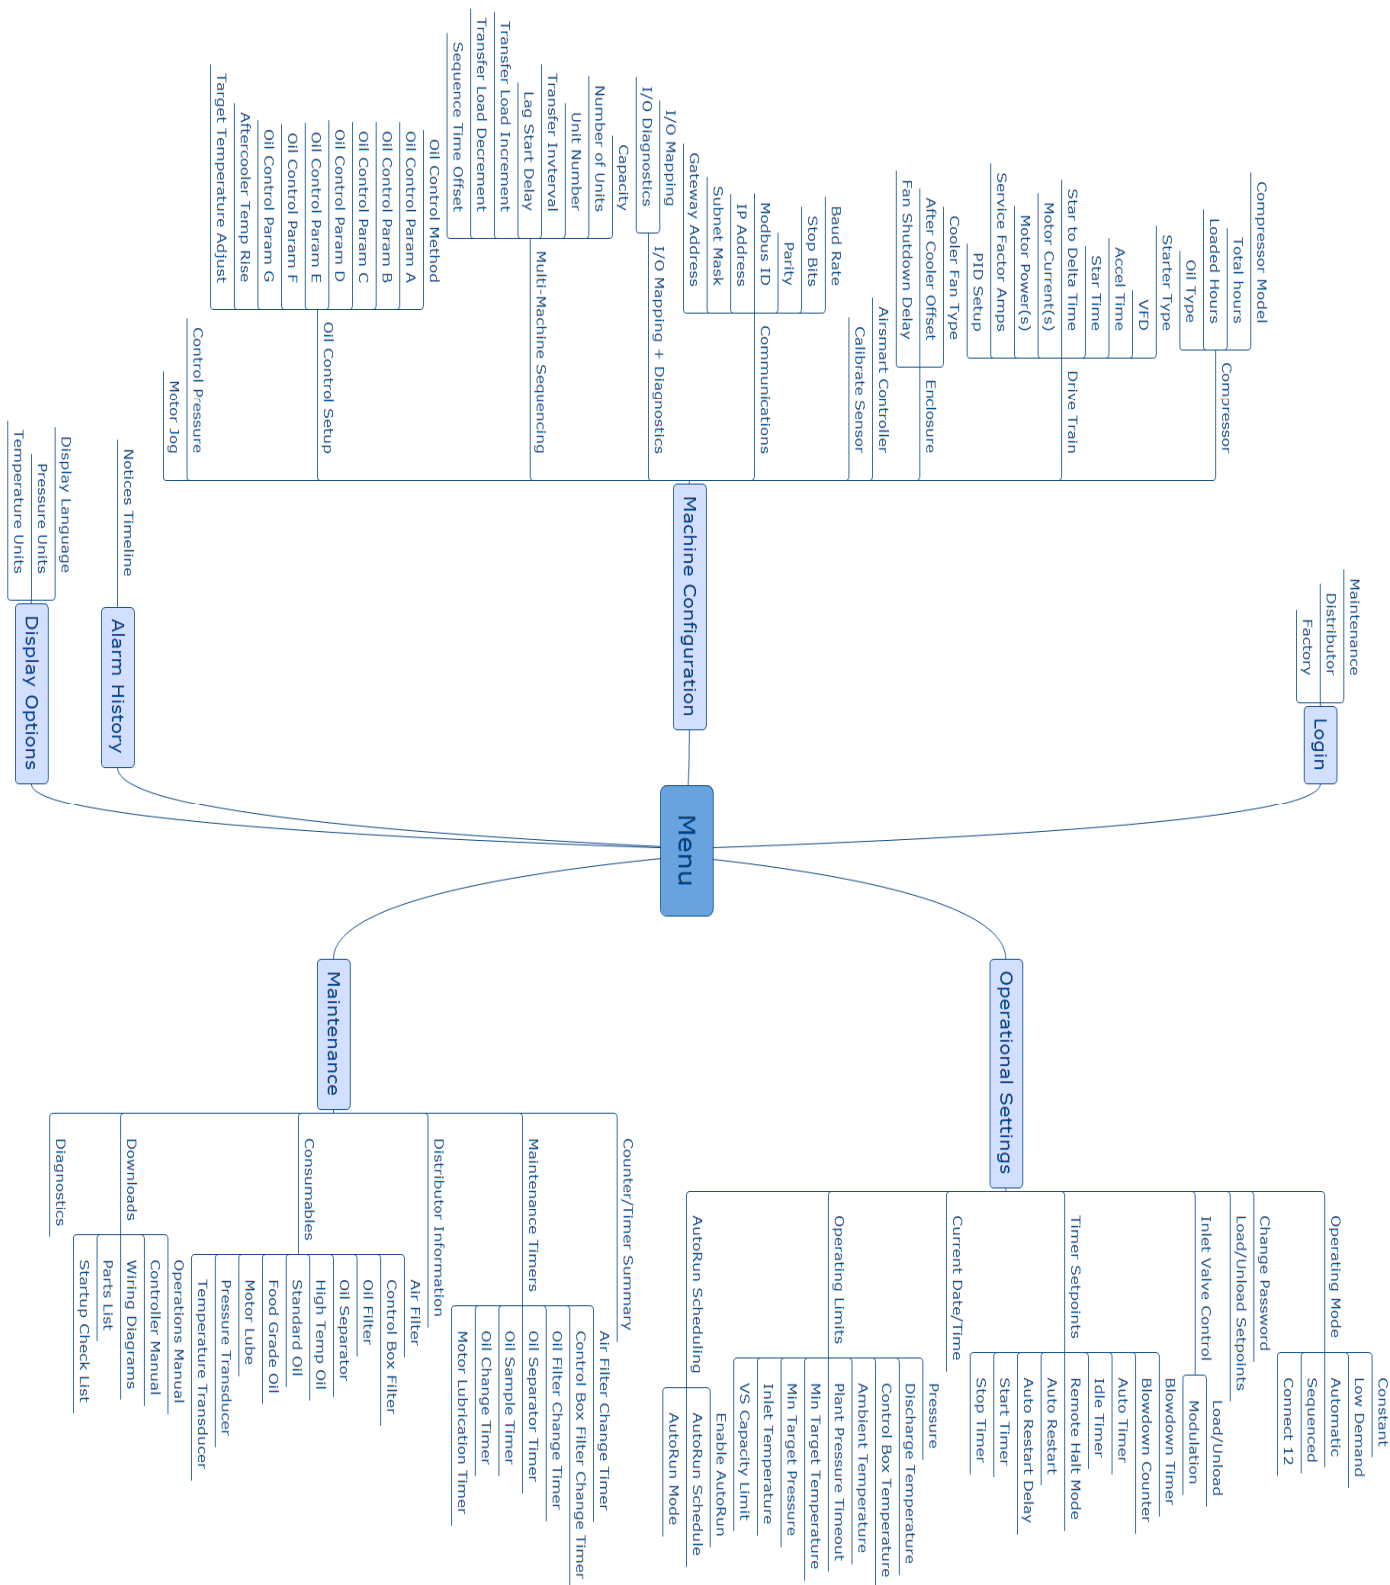 Menu
Login
Maintenance
Distributor
Factory
Machine Configuration
Compressor
Compressor Model
Total hours
Loaded Hours
Oil Type
Drive Train
Starter Type
VFD
Accel Time
Star Time
Star to Delta Time
Motor Current(s)
Motor Power(s)
Service Factor Amps
PID Setup
Enclosure
Cooler Fan Type
After Cooler Offset
Fan Shutdown Delay
Airsmart Controller
Calibrate Sensor
Communications
Baud Rate
Stop Bits
Parity
Modbus ID
IP Address
Subnet Mask
Gateway Address
I/O Mapping + Diagnostics
I/O Mapping
I/O Diagnostics
Multi-Machine Sequencing
Capacity
Number of Units
Unit Number
Transfer Invterval
Lag Start Delay
Transfer Load Increment
Transfer Load Decrement
Sequence Time Offset
Oil Control Setup
Oil Control Method
Oil Control Param A
Oil Control Param B
Oil Control Param C
Oil Control Param D
Oil Control Param E
Oil Control Param F
Oil Control Param G
Aftercooler Temp Rise
Target Temperature Adjust
Control Pressure
Motor Jog
Alarm History
Notices Timeline
Display Options
Display Language
Pressure Units
Temperature Units
Operational Settings
Operating Mode
Constant
Low Demand
Automatic
Sequenced
Connect 12
Change Password
Load/Unload Setpoints
Inlet Valve Control
Load/Unload
Modulation
Timer Setpoints
Blowdown Timer
Blowdown Counter
Auto Timer
Idle Timer
Remote Halt Mode
Auto Restart
Auto Restart Delay
Start Timer
Stop Timer
Current Date/Time
Operating Limits
Pressure
Discharge Temperature
Control Box Temperature
Ambient Temperature
Plant Pressure Timeout
Min Target Temperature
Min Target Pressure
Inlet Temperature
VS Capacity Limit
AutoRun Scheduling
Enable AutoRun
AutoRun Schedule
AutoRun Mode
Maintenance
Counter/Timer Summary
Maintenance Timers
Air Filter Change Timer
Control Box Filter Change Timer
Oil Filter Change Timer
Oil Separator Timer
Oil Sample Timer
Oil Change Timer
Motor Lubrication Timer
Distributor Information
Consumables
Air Filter
Control Box Filter
Oil Filter
Oil Separator
High Temp Oil
Standard Oil
Food Grade Oil
Motor Lube
Pressure Transducer
Temperature Transducer
Downloads
Operations Manual
Controller Manual
Wiring Diagrams
Parts List
Startup Check List
Diagnostics